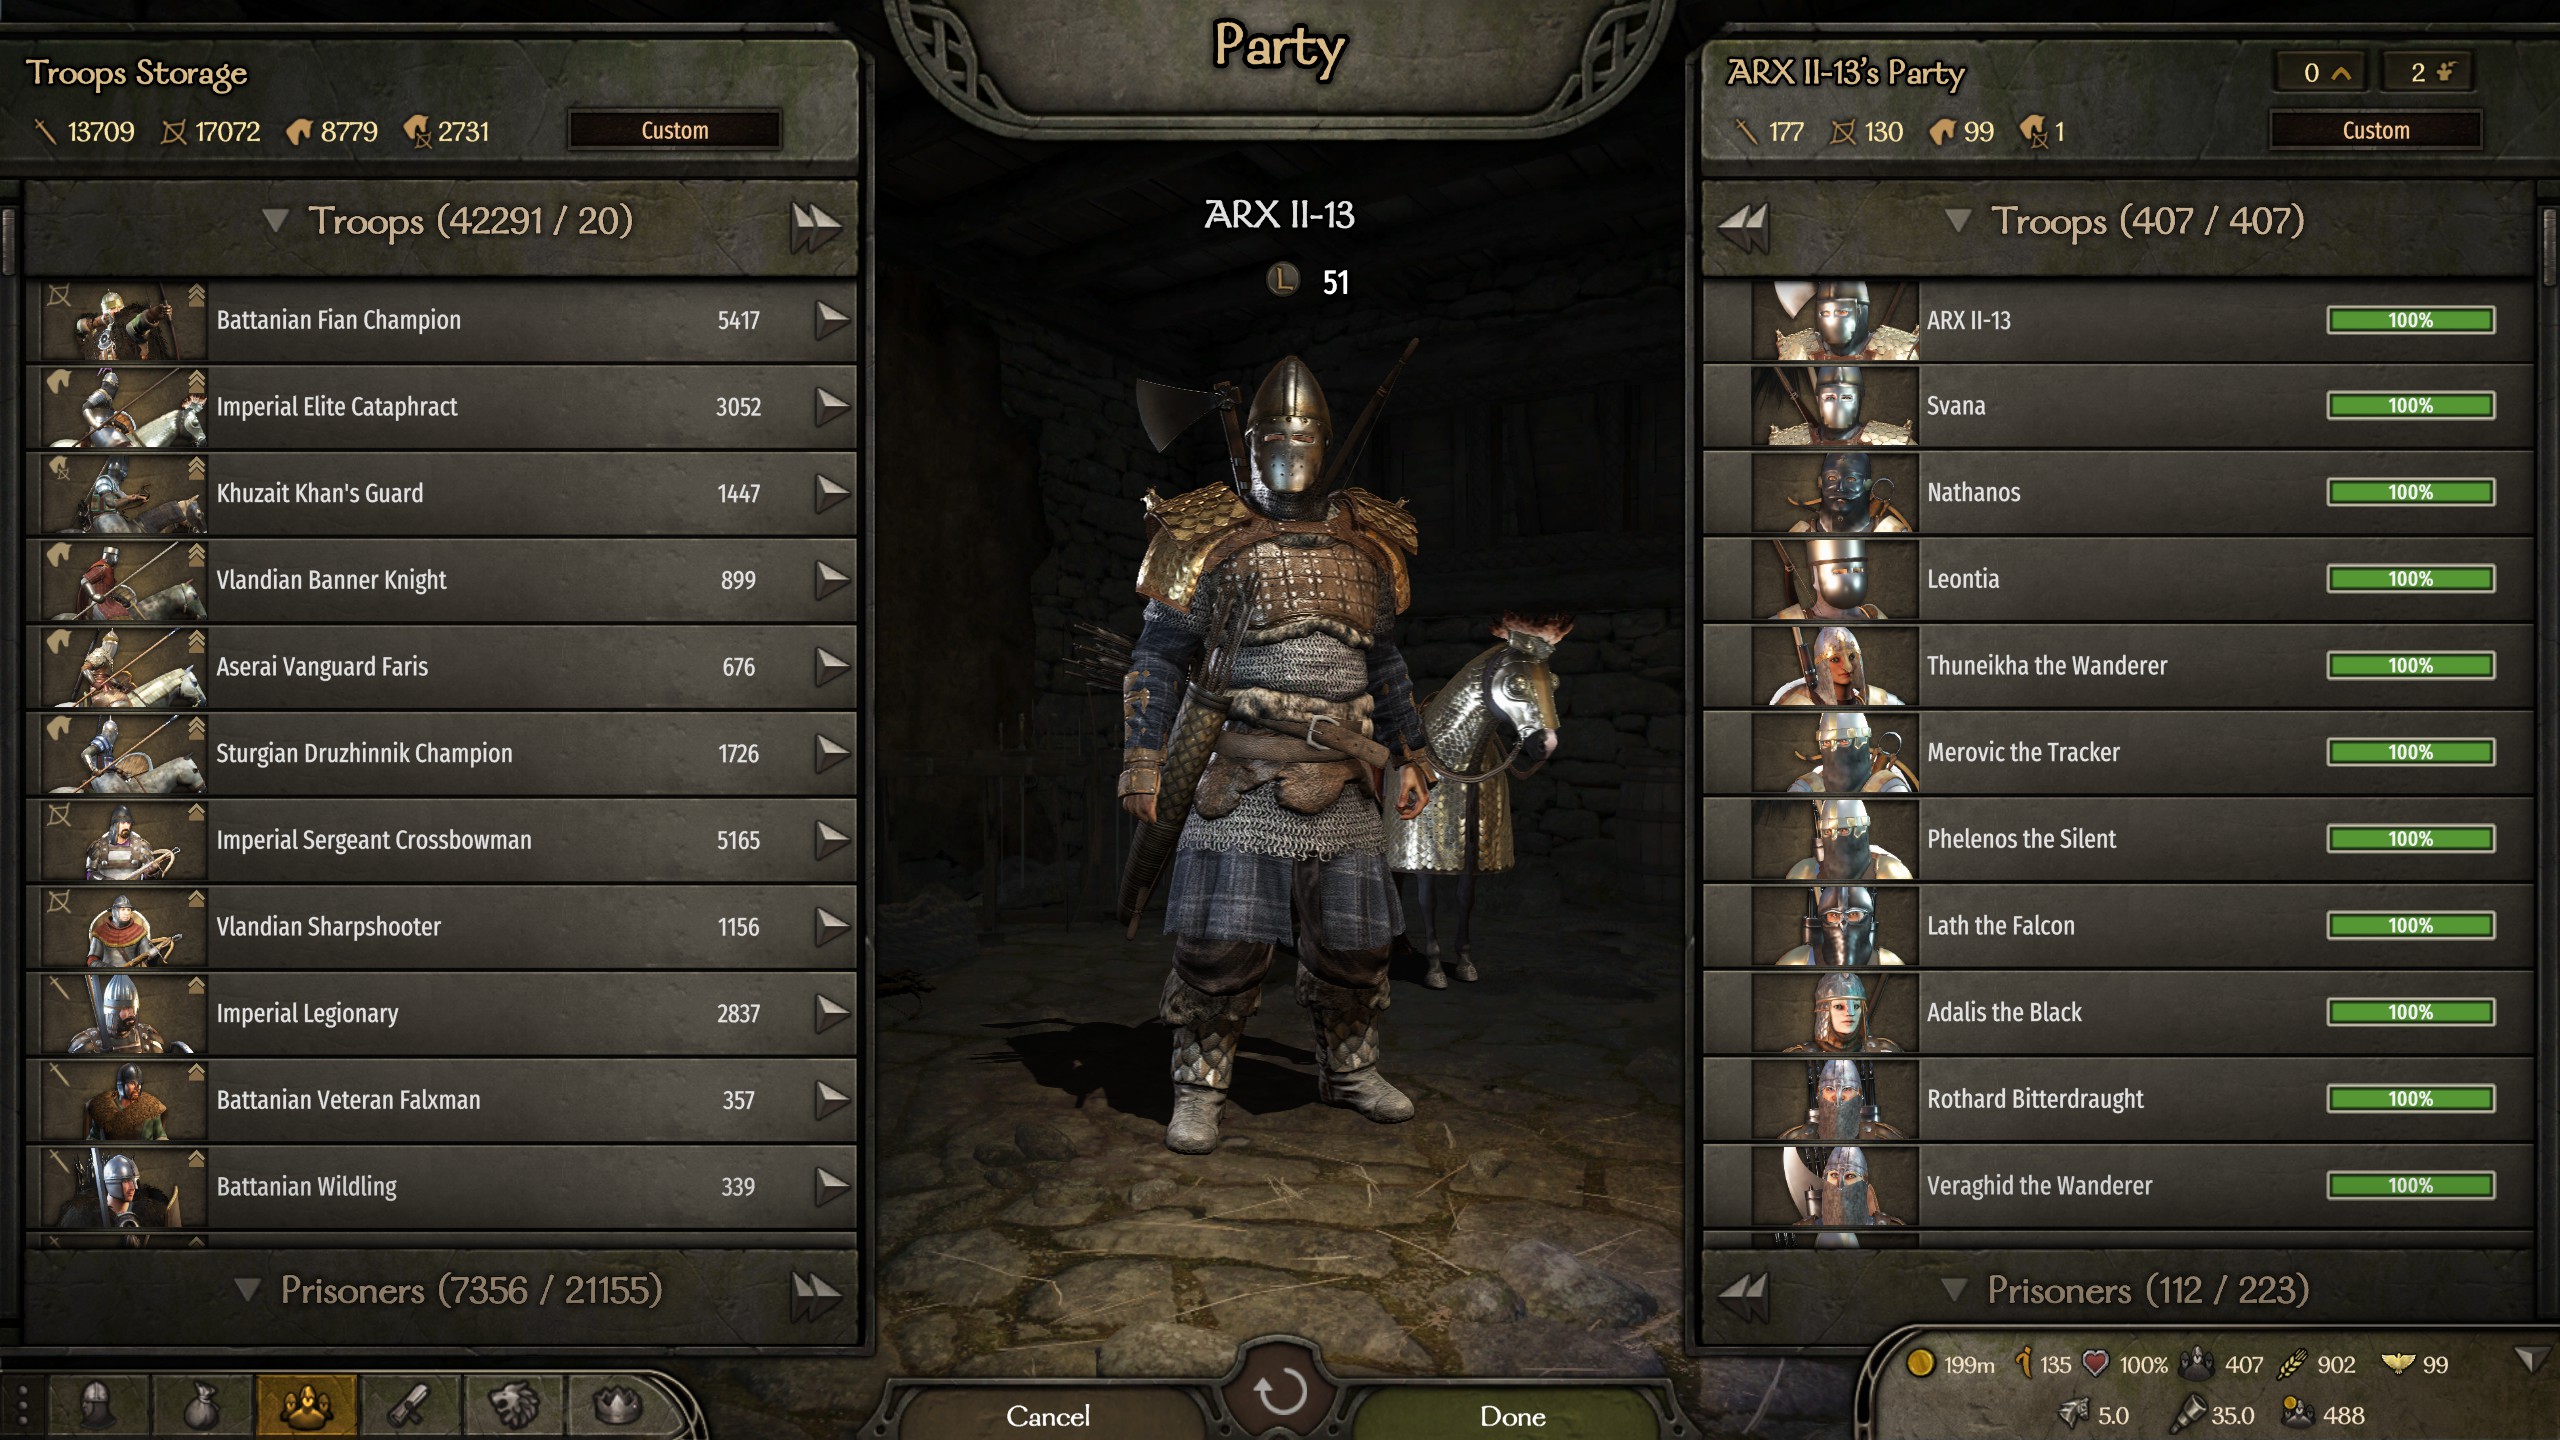 Party
Troops Storage
13709 17072 8779 2731
Custom
Troops (42291 / 20)
Battanian Fian Champion 5417
Imperial Elite Cataphract 3052
Khuzait Khan's Guard 1447
Vlandian Banner Knight 899
Aserai Vanguard Faris 676
Sturgian Druzhinnik Champion 1726
Imperial Sergeant Crossbowman 5165
Vlandian Sharpshooter 1156
Imperial Legionary 2837
Battanian Veteran Falxman 357
Battanian Wildling 339
Prisoners (7356 / 21155)
ARX II-13
L 51
Cancel
Done
ARX II-13's Party
0 2
177 130 99 1
Custom
Troops (407 / 407)
ARX II-13 100%
Svana 100%
Nathanos 100%
Leontia 100%
Thuneikha the Wanderer 100%
Merovic the Tracker 100%
Phelenos the Silent 100%
Lath the Falcon 100%
Adalis the Black 100%
Rothard Bitterdraught 100%
Veraghid the Wanderer 100%
Prisoners (112 / 223)
199m 135 100% 407 902 99
5.0 35.0 488